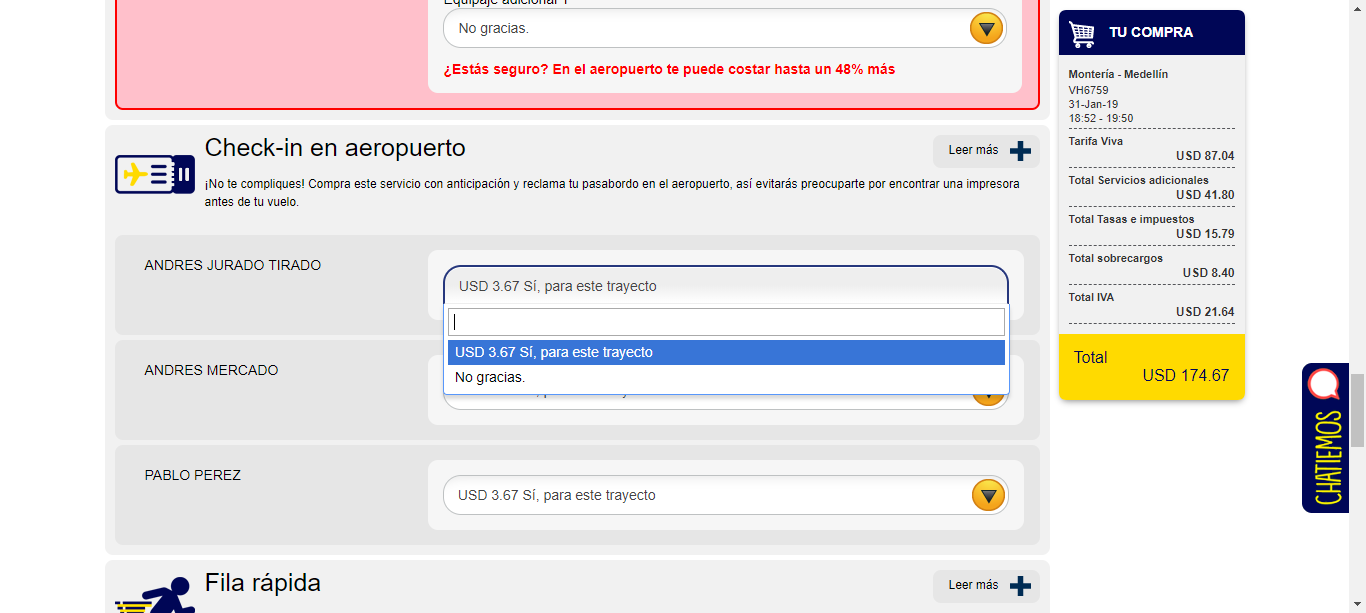 Equipaje adicional 1
No gracias.
¿Estás seguro? En el aeropuerto te puede costar hasta un 48% más
Check-in en aeropuerto
Leer más
¡No te compliques! Compra este servicio con anticipación y reclama tu pasabordo en el aeropuerto, así evitarás preocuparte por encontrar una impresora
antes de tu vuelo.
ANDRES JURADO TIRADO
USD 3.67 Sí, para este trayecto
USD 3.67 Sí, para este trayecto
No gracias.
ANDRES MERCADO
PABLO PEREZ
USD 3.67 Sí, para este trayecto
Fila rápida
Leer más
TU COMPRA
Montería - Medellín
VH6759
31-Jan-19
18:52 - 19:50
Tarifa Viva
USD 87.04
Total Servicios adicionales
USD 41.80
Total Tasas e impuestos
USD 15.79
Total sobrecargos
USD 8.40
Total IVA
USD 21.64
Total
USD 174.67
CHATIEMOS